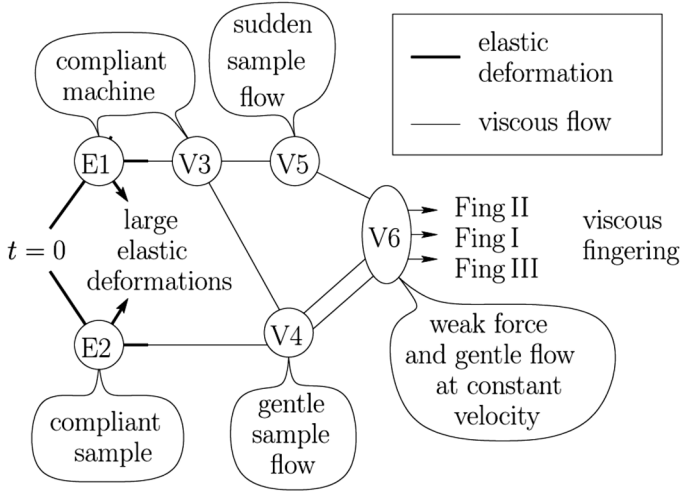 sudden
sample
flow
compliant
machine
elastic
deformation
viscous flow
E1
V3
V5
large
elastic
deformations
t = 0
V6
Fing II
Fing I
Fing III
viscous
fingering
E2
V4
weak force
and gentle flow
at constant
velocity
compliant
sample
gentle
sample
flow